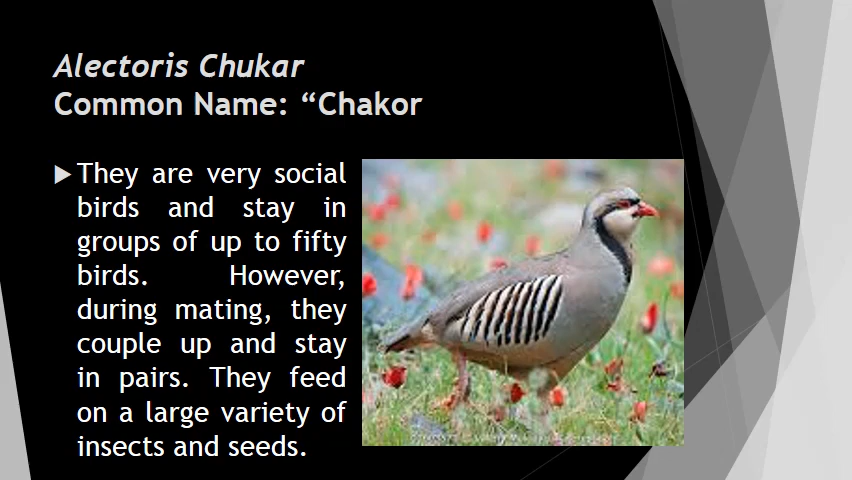 Alectoris Chukar
Common Name: “Chakor
They are very social
birds and stay in
groups of up to fifty
birds. However,
during mating, they
couple up and stay
in pairs. They feed
on a large variety of
insects and seeds.